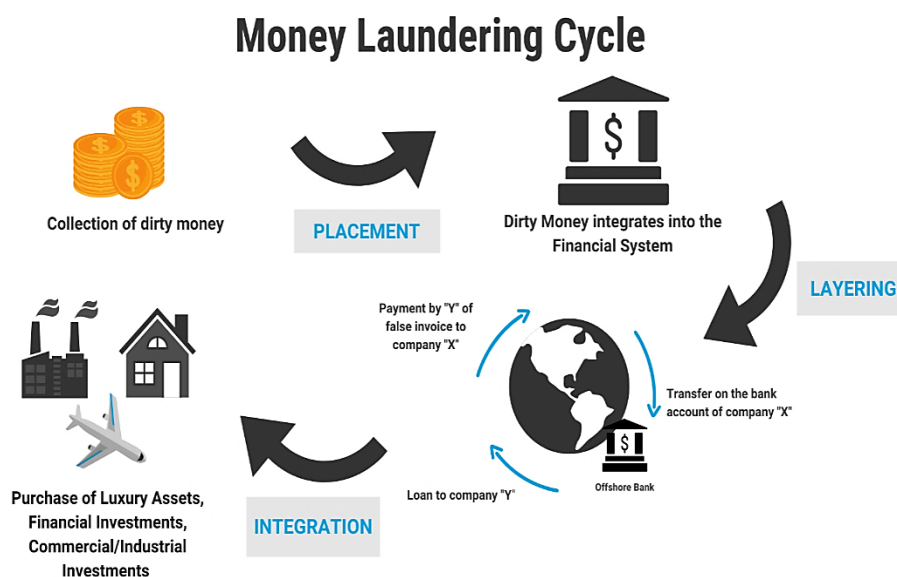 Money Laundering Cycle
$
$
$
$
Collection of dirty money
PLACEMENT
Dirty Money integrates into the
Financial System
LAYERING
Payment by "Y" of
false invoice to
company "X"
Transfer on the bank
account of company "X"
$
Offshore Bank
Loan to company "Y"
INTEGRATION
Purchase of Luxury Assets,
Financial Investments,
Commercial/Industrial
Investments